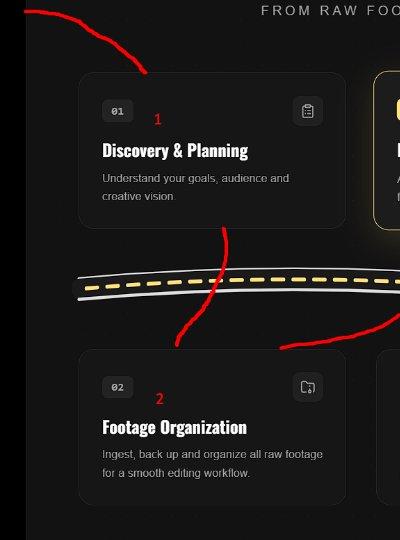 FROM RAW FOO
01
1
Discovery & Planning
Understand your goals, audience and
creative vision.
02
2
Footage Organization
Ingest, back up and organize all raw footage
for a smooth editing workflow.